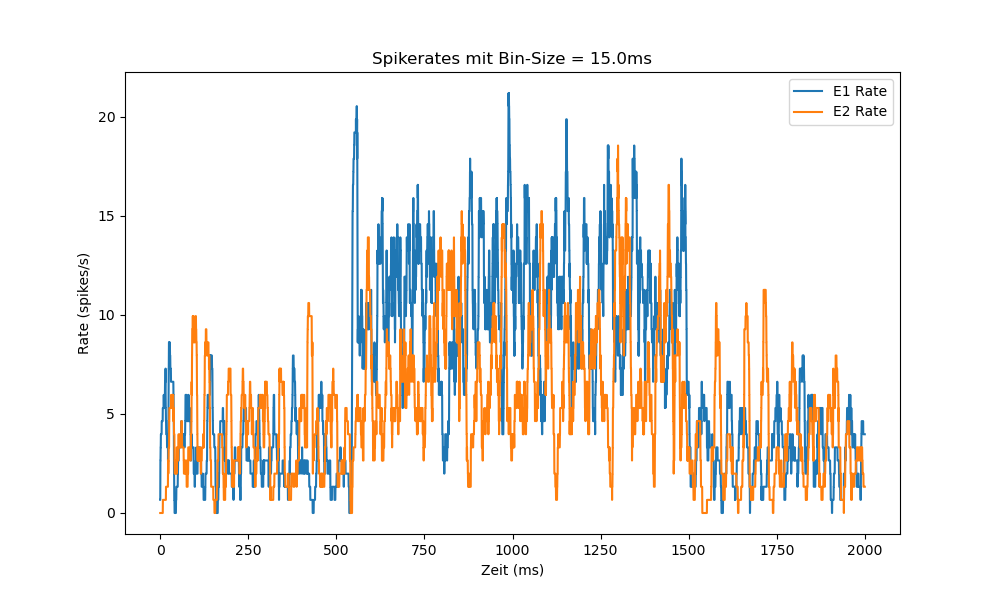 Spikerates mit Bin-Size = 15.0ms
E1 Rate
E2 Rate
Rate (spikes/s)
20
15
10
5
0
0 250 500 750 1000 1250 1500 1750 2000
Zeit (ms)